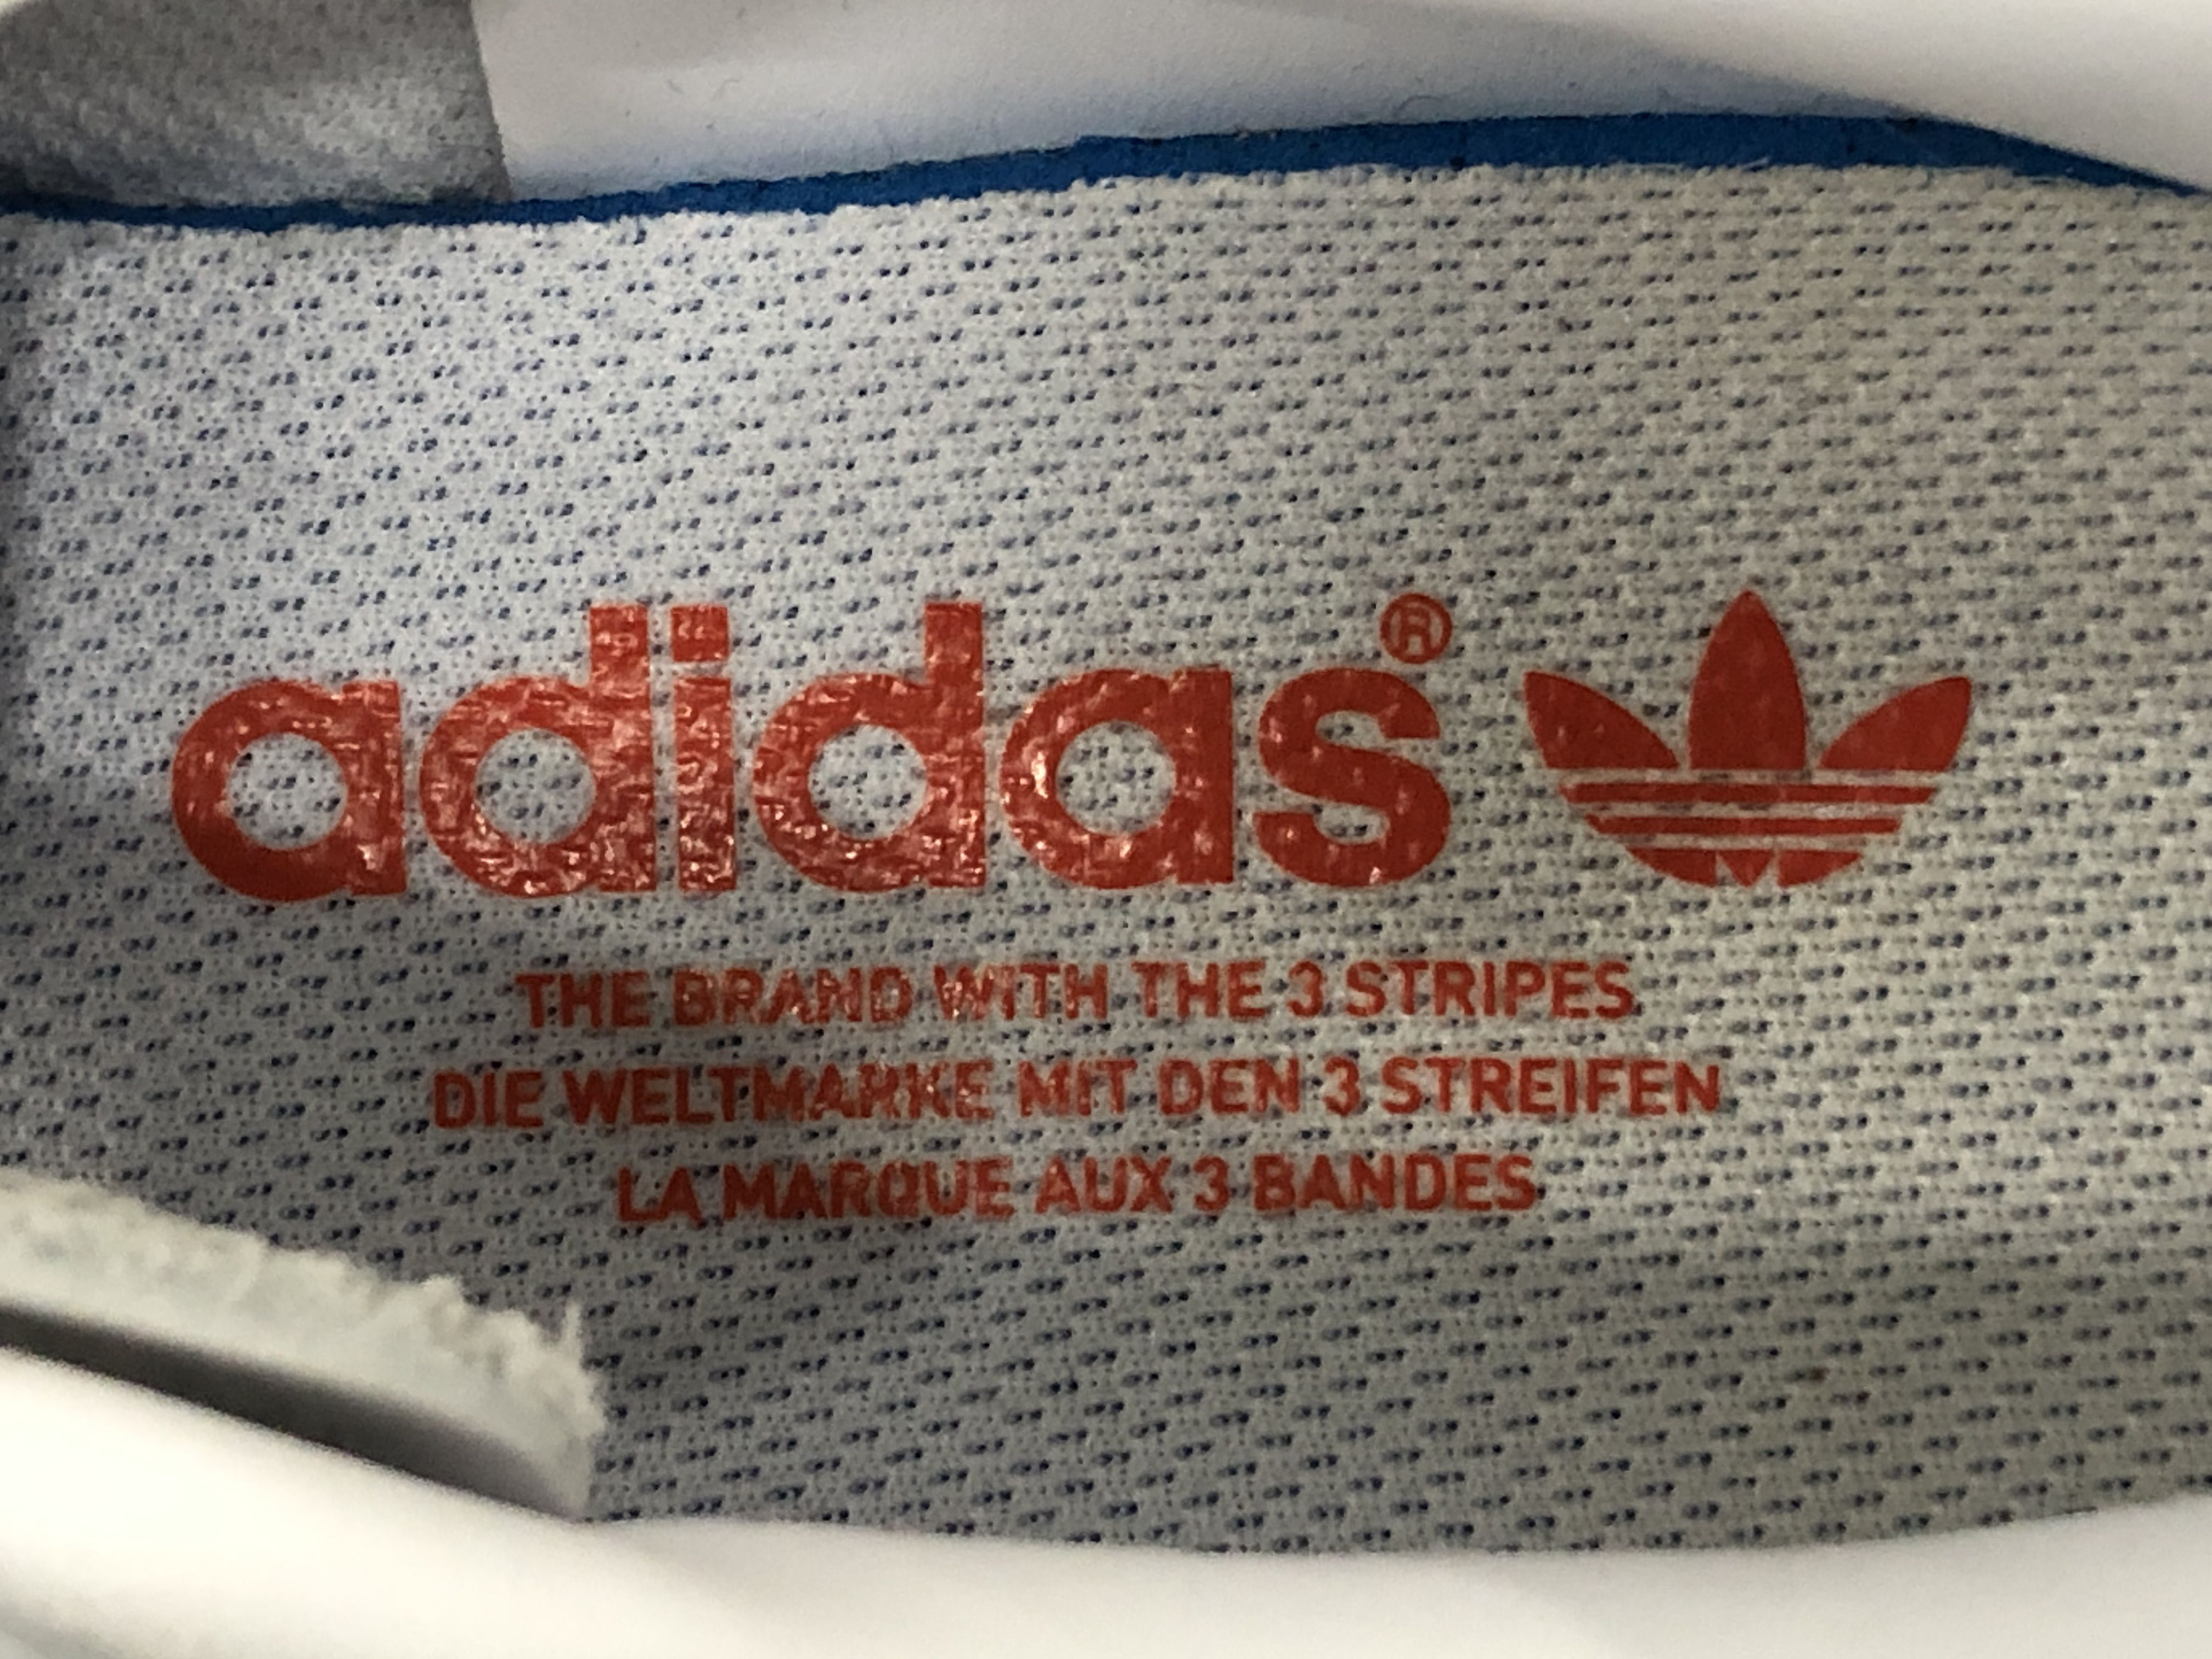 adidas®
THE BRAND WITH THE 3 STRIPES
DIE WELTMARKE MIT DEN 3 STREIFEN
LA MARQUE AUX 3 BANDES